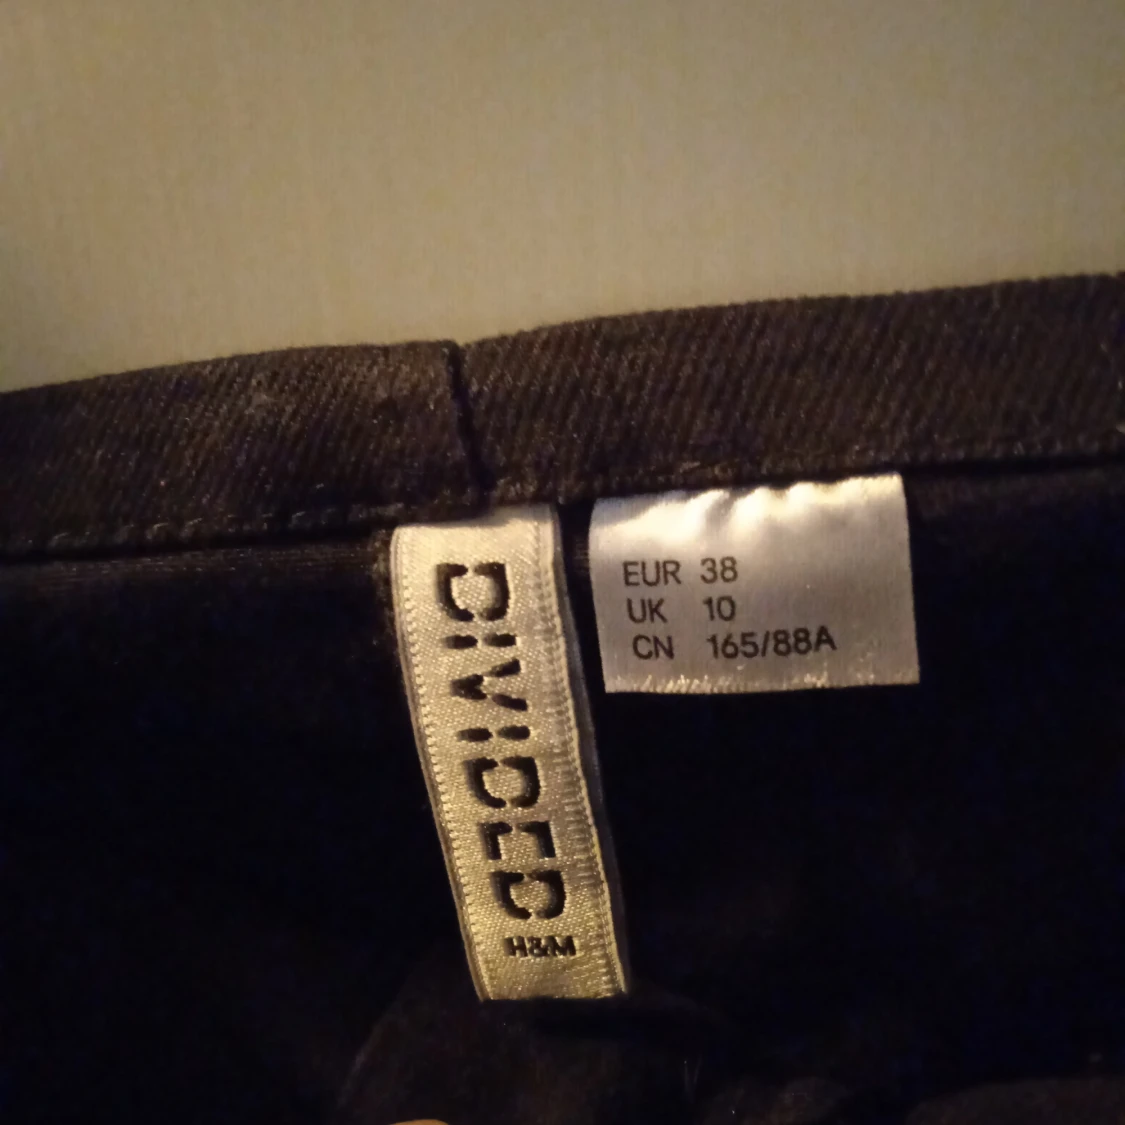 DIVIDED
H&M
EUR 38
UK 10
CN 165/88A